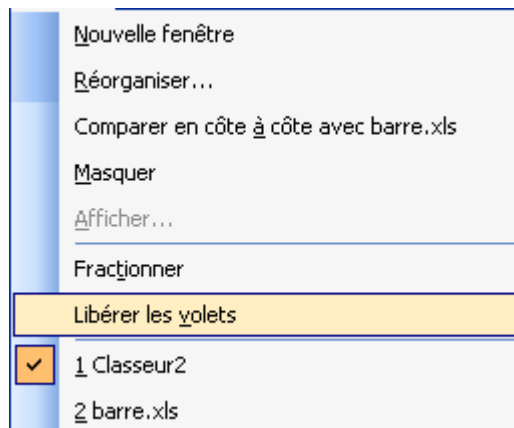 Nouvelle fenêtre
Réorganiser...
Comparer en côte à côte avec barre.xls
Masquer
Afficher...
Fractionner
Libérer les volets
1 Classeur2
2 barre.xls